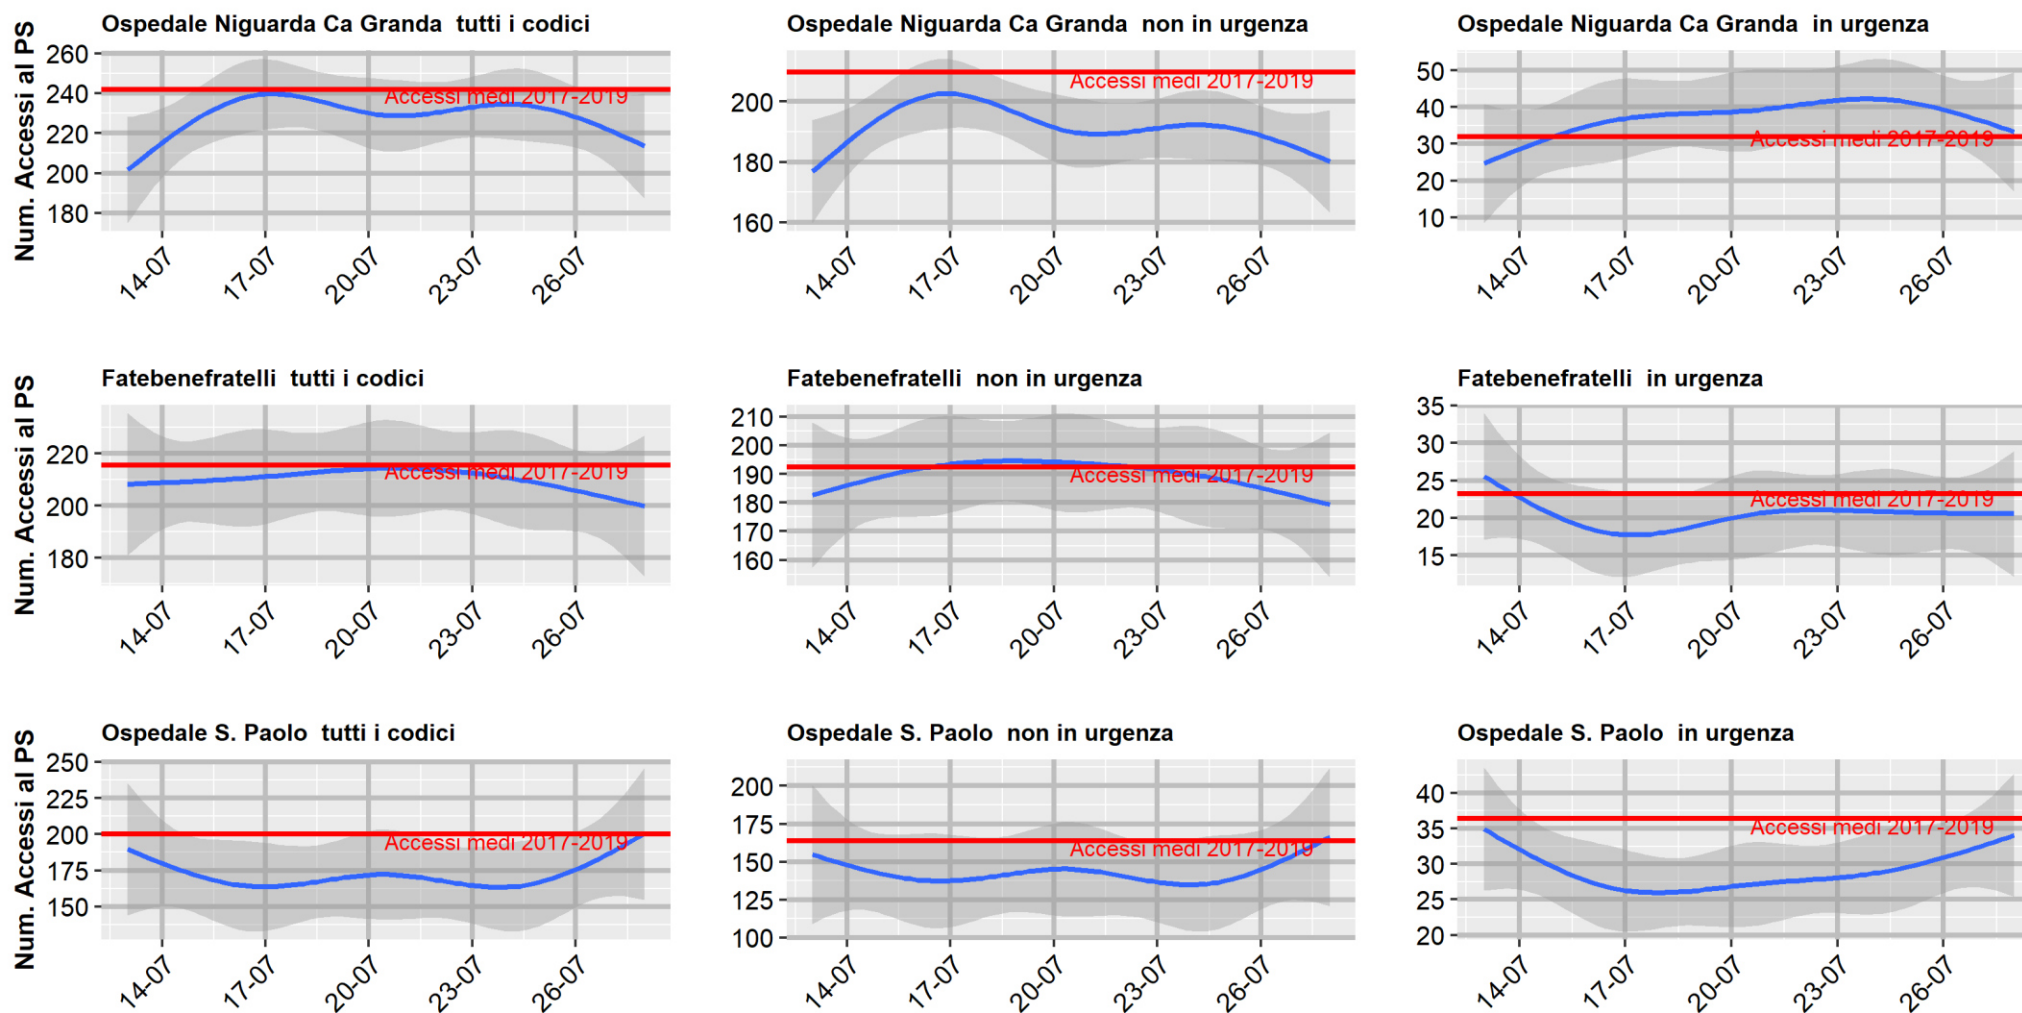 Ospedale Niguarda Ca Granda  tutti i codici
Num. Accessi al PS
260
240
220
200
180
Accessi medi 2017-2019
14-07 17-07 20-07 23-07 26-07
Ospedale Niguarda Ca Granda  non in urgenza
200
180
160
Accessi medi 2017-2019
14-07 17-07 20-07 23-07 26-07
Ospedale Niguarda Ca Granda  in urgenza
50
40
30
20
10
Accessi medi 2017-2019
14-07 17-07 20-07 23-07 26-07
Fatebenefratelli  tutti i codici
Num. Accessi al PS
220
200
180
Accessi medi 2017-2019
14-07 17-07 20-07 23-07 26-07
Fatebenefratelli  non in urgenza
210
200
190
180
170
160
Accessi medi 2017-2019
14-07 17-07 20-07 23-07 26-07
Fatebenefratelli  in urgenza
35
30
25
20
15
Accessi medi 2017-2019
14-07 17-07 20-07 23-07 26-07
Ospedale S. Paolo  tutti i codici
Num. Accessi al PS
250
225
200
175
150
Accessi medi 2017-2019
14-07 17-07 20-07 23-07 26-07
Ospedale S. Paolo  non in urgenza
200
175
150
125
100
Accessi medi 2017-2019
14-07 17-07 20-07 23-07 26-07
Ospedale S. Paolo  in urgenza
40
35
30
25
20
Accessi medi 2017-2019
14-07 17-07 20-07 23-07 26-07